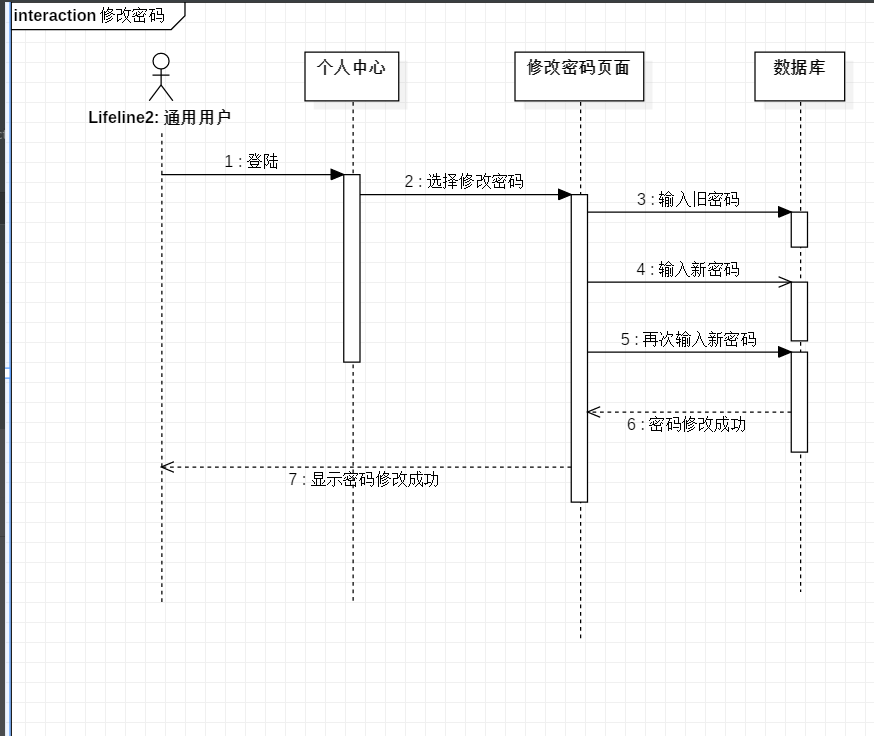 interaction 修改密码
个人中心
修改密码页面
数据库
Lifeline2: 通用用户
1 : 登陆
2 : 选择修改密码
3 : 输入旧密码
4 : 输入新密码
5 : 再次输入新密码
6 : 密码修改成功
7 : 显示密码修改成功